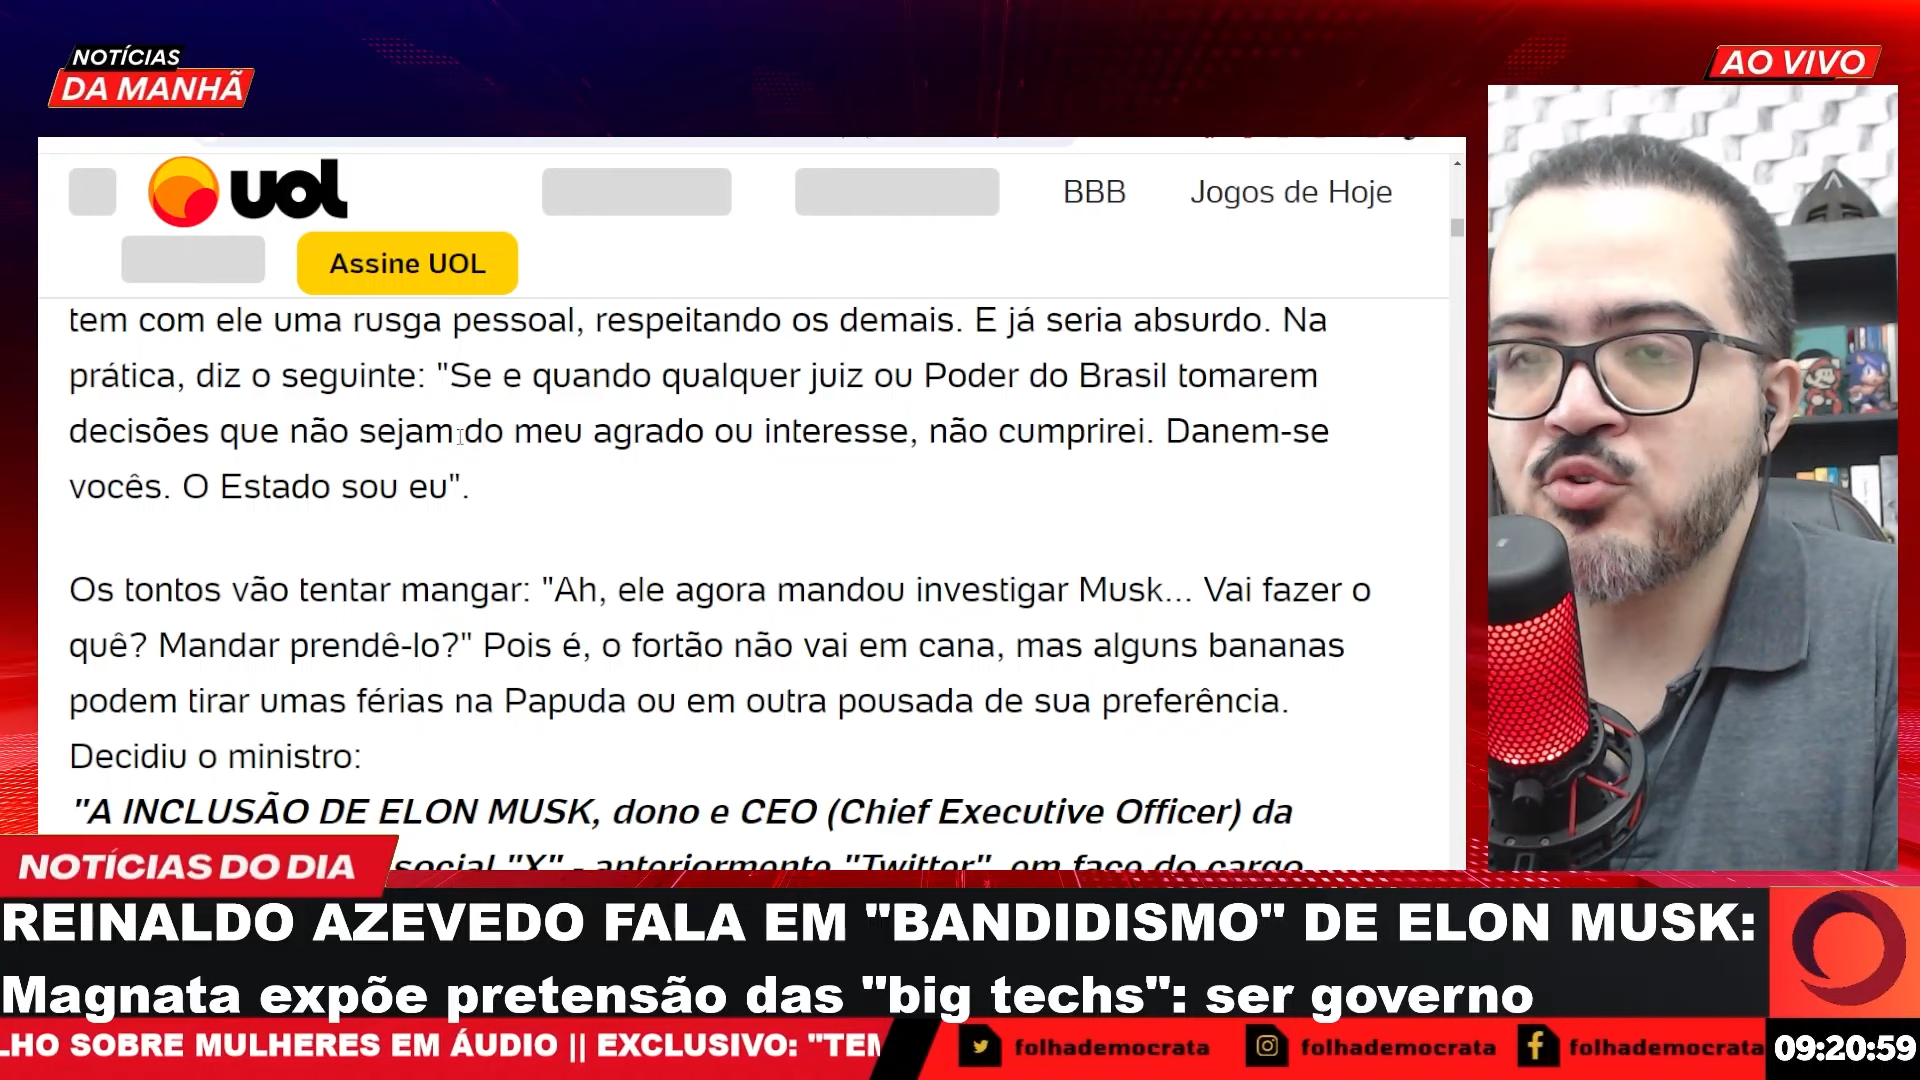 NOTÍCIAS
DA MANHÃ
AO VIVO
uol
BBB
Jogos de Hoje
Assine UOL
tem com ele uma rusga pessoal, respeitando os demais. E já seria absurdo. Na
prática, diz o seguinte: "Se e quando qualquer juiz ou Poder do Brasil tomarem
decisões que não sejam do meu agrado ou interesse, não cumprirei. Danem-se
vocês. O Estado sou eu".
Os tontos vão tentar mangar: "Ah, ele agora mandou investigar Musk... Vai fazer o
quê? Mandar prendê-lo?" Pois é, o fortão não vai em cana, mas alguns bananas
podem tirar umas férias na Papuda ou em outra pousada de sua preferência.
Decidiu o ministro:
"A INCLUSÃO DE ELON MUSK, dono e CEO (Chief Executive Officer) da
social "X" - anteriormente "Twitter", em face do cargo
NOTÍCIAS DO DIA
REINALDO AZEVEDO FALA EM "BANDIDISMO" DE ELON MUSK:
Magnata expõe pretensão das "big techs": ser governo
LHO SOBRE MULHERES EM ÁUDIO || EXCLUSIVO: "TEM
folhademocrata
folhademocrata
folhademocrata
09:20:59